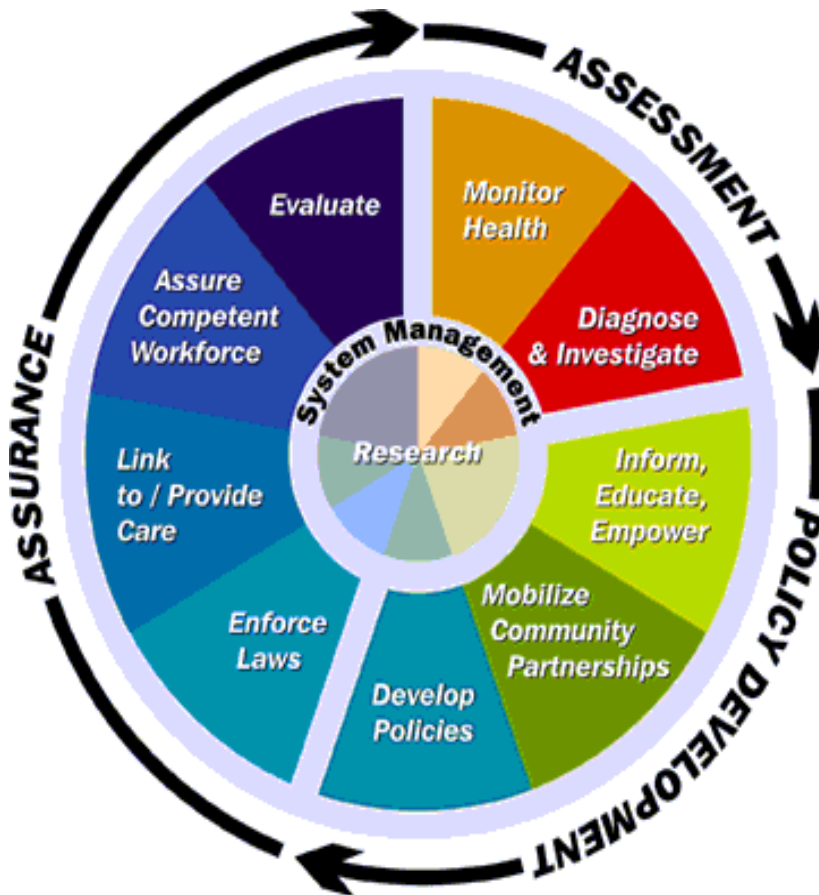 ASSESSMENT
Monitor
Health
Diagnose
& Investigate
Inform,
Educate,
Empower
POLICY DEVELOPMENT
Mobilize
Community
Partnerships
Develop
Policies
ASSURANCE
Enforce
Laws
Link
to / Provide
Care
Assure
Competent
Workforce
Evaluate
System Management
Research